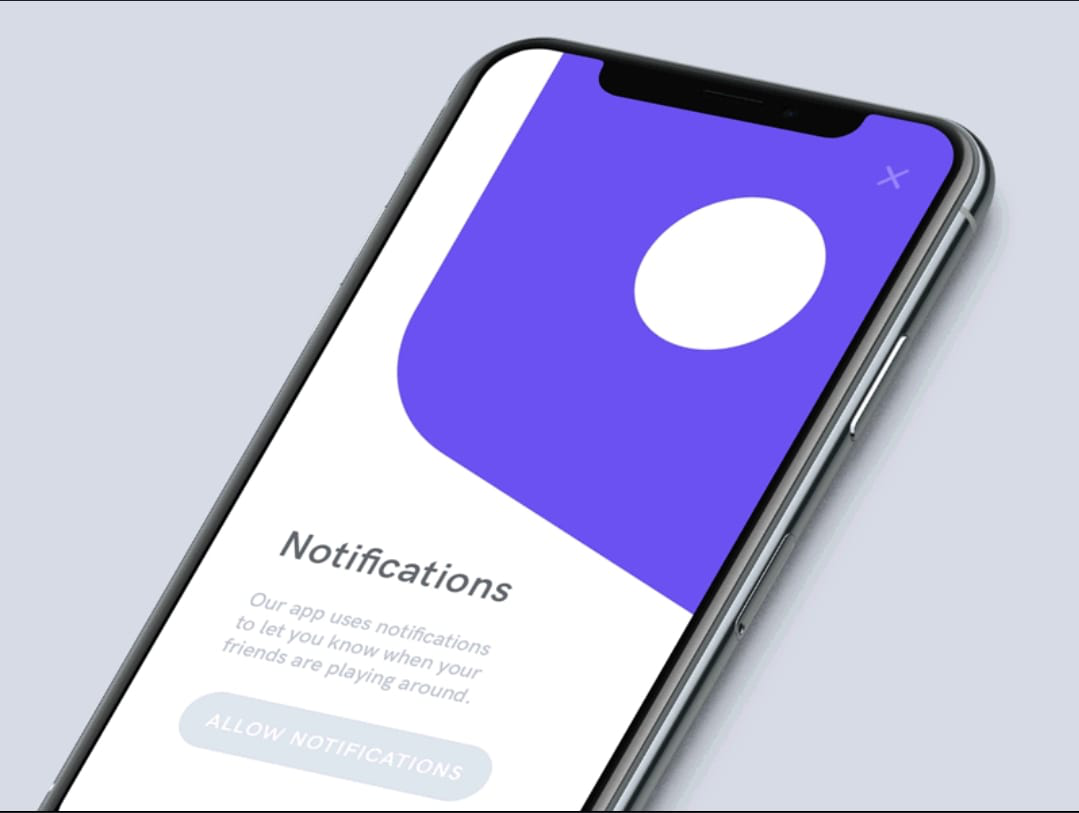 Notifications
Our app uses notifications
to let you know when your
friends are playing around.
ALLOW NOTIFICATIONS